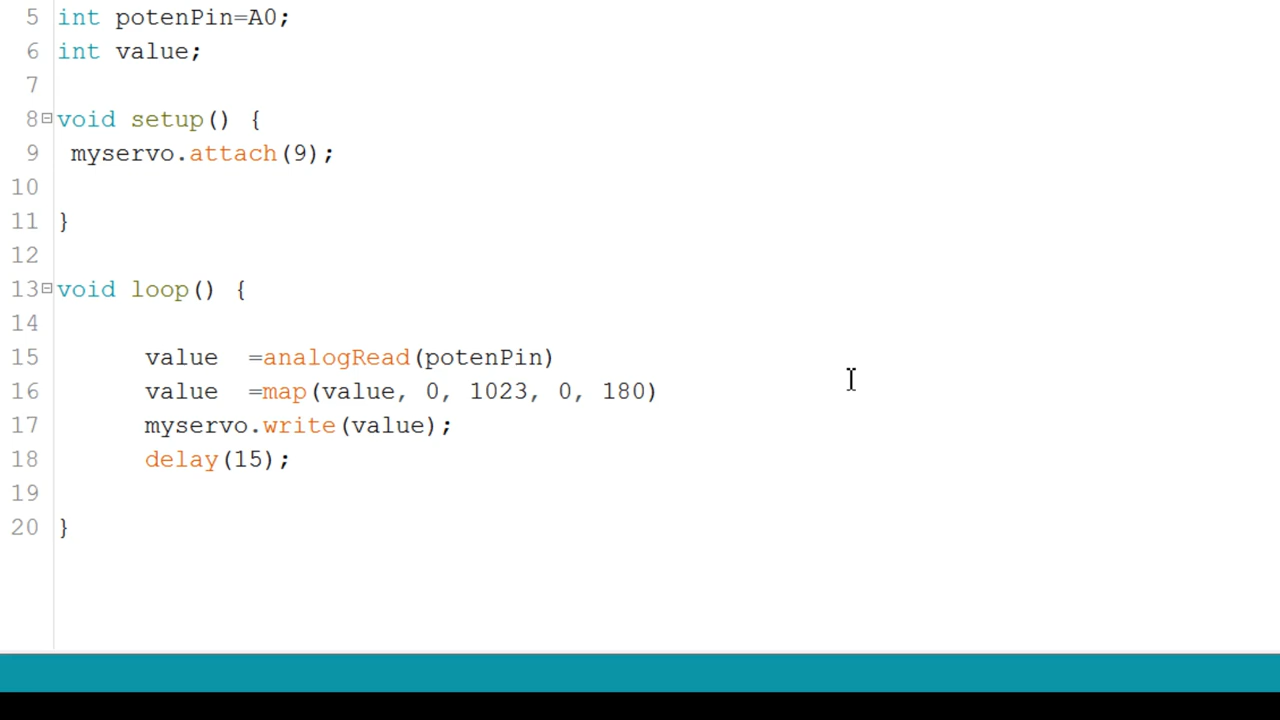 5 int potenPin=A0;
6 int value;
7
8 void setup() {
9 myservo.attach(9);
10
11 }
12
13 void loop() {
14
15 value  =analogRead(potenPin)
16 value  =map(value, 0, 1023, 0, 180)
17 myservo.write(value);
18 delay(15);
19
20 }